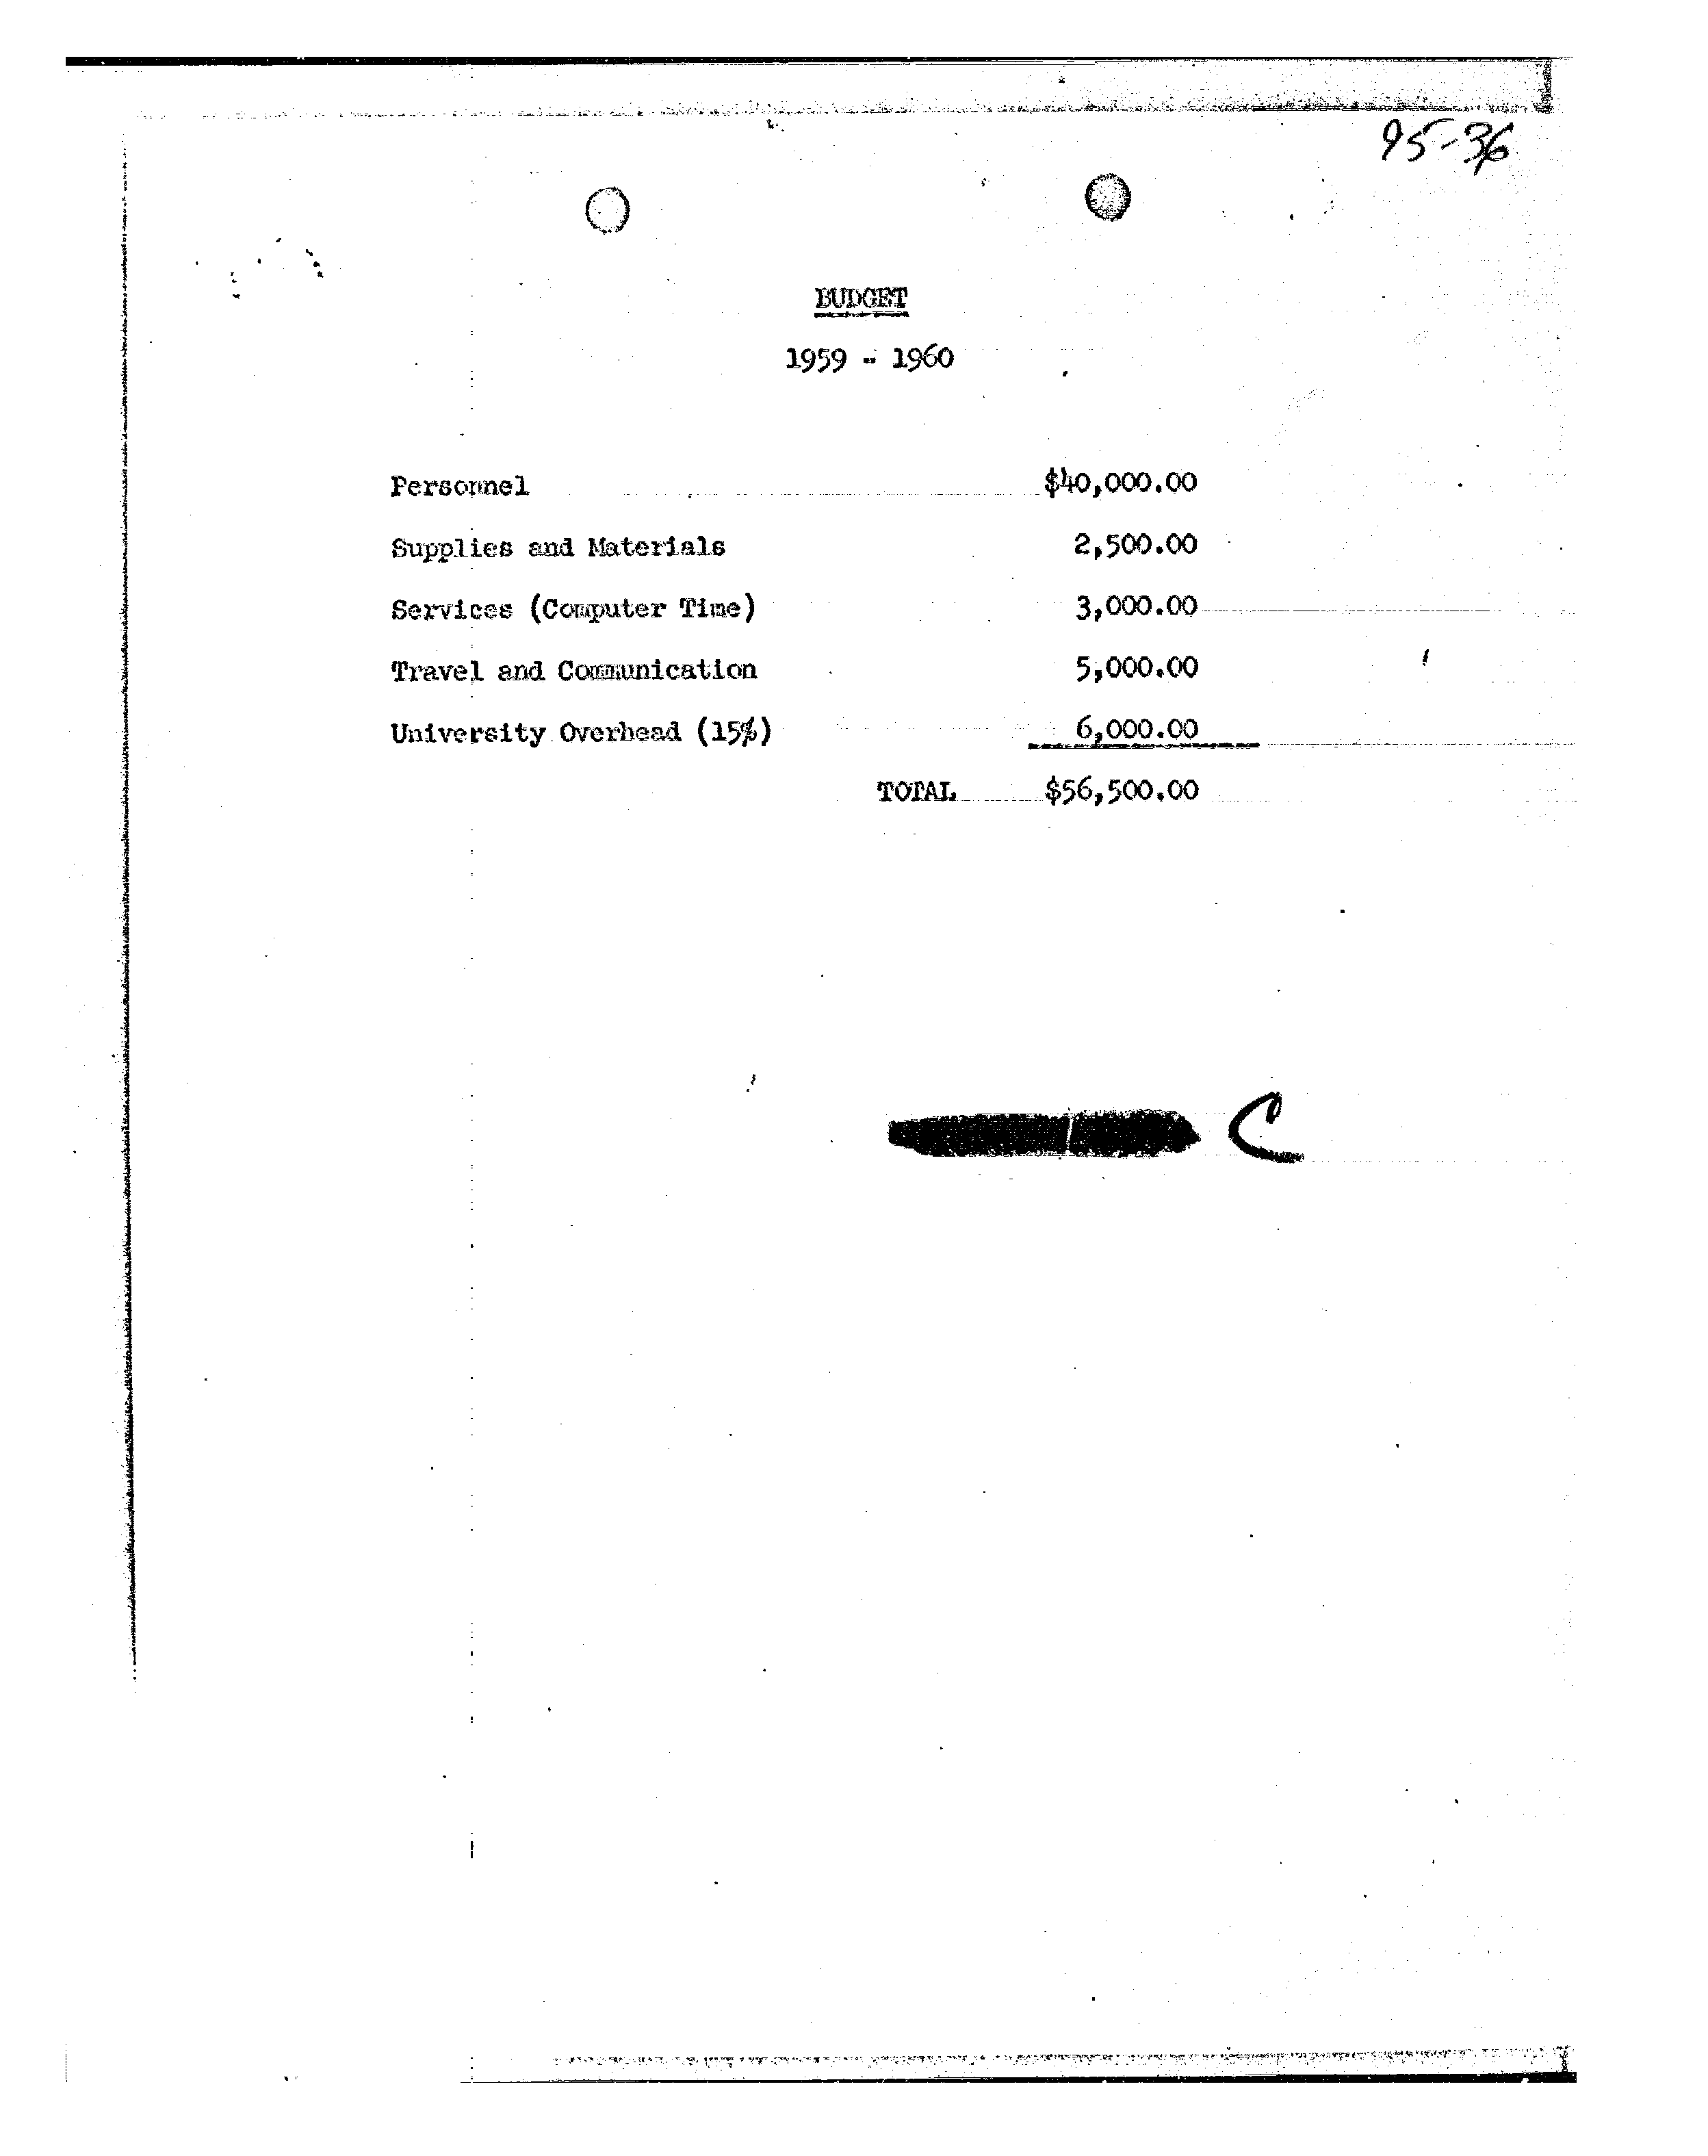 95-36
BUDGET
1959 - 1960
Personnel $40,000.00
Supplies and Materials 2,500.00
Services (Computer Time) 3,000.00
Travel and Communication 5,000.00
University Overhead (15%) 6,000.00
TOTAL $56,500.00
C